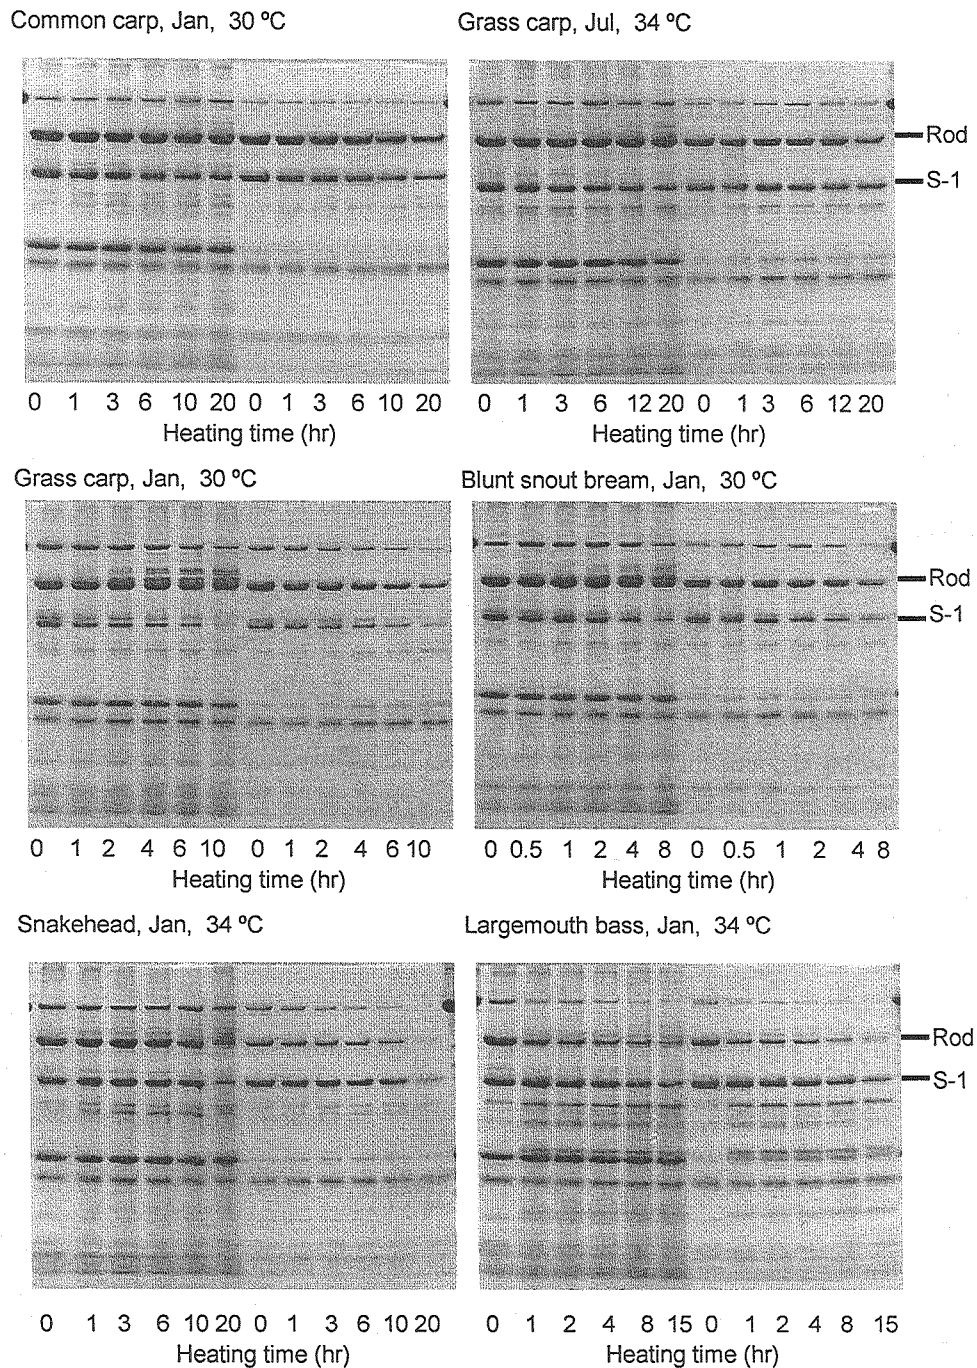 Common carp, Jan, 30 ºC
Grass carp, Jul, 34 ºC
Rod
S-1
0 1 3 6 10 20 0 1 3 6 10 20
Heating time (hr)
0 1 3 6 12 20 0 1 3 6 12 20
Heating time (hr)
Grass carp, Jan, 30 ºC
Blunt snout bream, Jan, 30 ºC
Rod
S-1
0 1 2 4 6 10 0 1 2 4 6 10
Heating time (hr)
0 0.5 1 2 4 8 0 0.5 1 2 4 8
Heating time (hr)
Snakehead, Jan, 34 ºC
Largemouth bass, Jan, 34 ºC
Rod
S-1
0 1 3 6 10 20 0 1 3 6 10 20
Heating time (hr)
0 1 2 4 8 15 0 1 2 4 8 15
Heating time (hr)